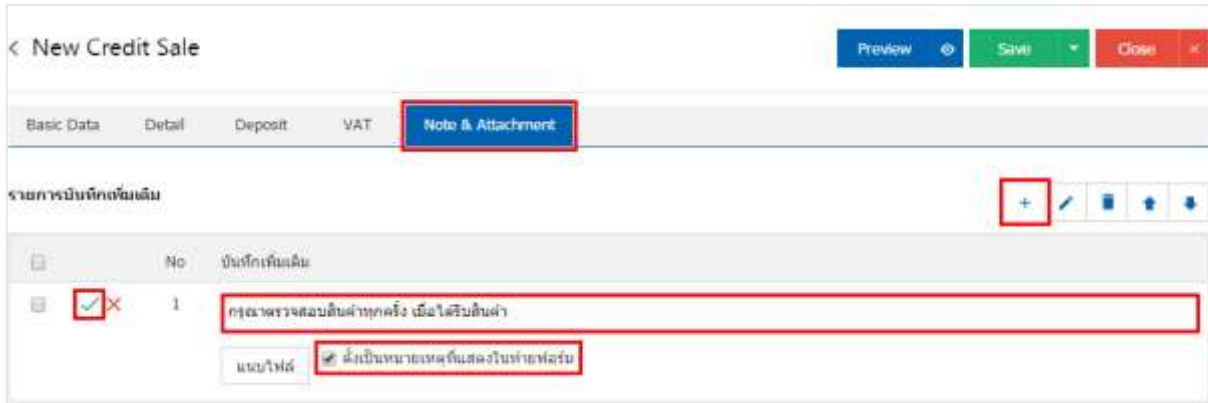 < New Credit Sale
Preview
Save
Close ×
Basic Data Detail Deposit VAT Note & Attachment
รายการบันทึกเพิ่มเติม
No บันทึกเพิ่มเติม
1 กรุณาตรวจสอบสินค้าทุกครั้ง เมื่อได้รับสินค้า
แนบไฟล์ ตั้งเป็นหมายเหตุที่แสดงในท้ายฟอร์ม